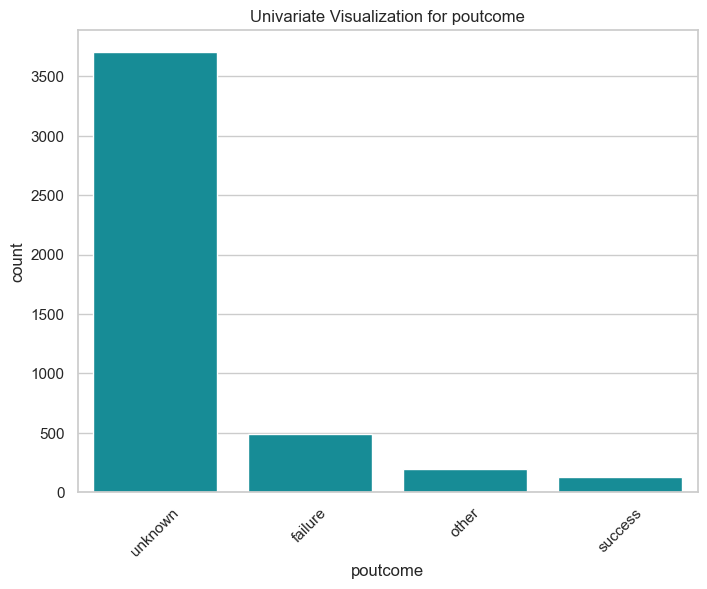 Univariate Visualization for poutcome
count
3500
3000
2500
2000
1500
1000
500
0
unknown
failure
other
success
poutcome